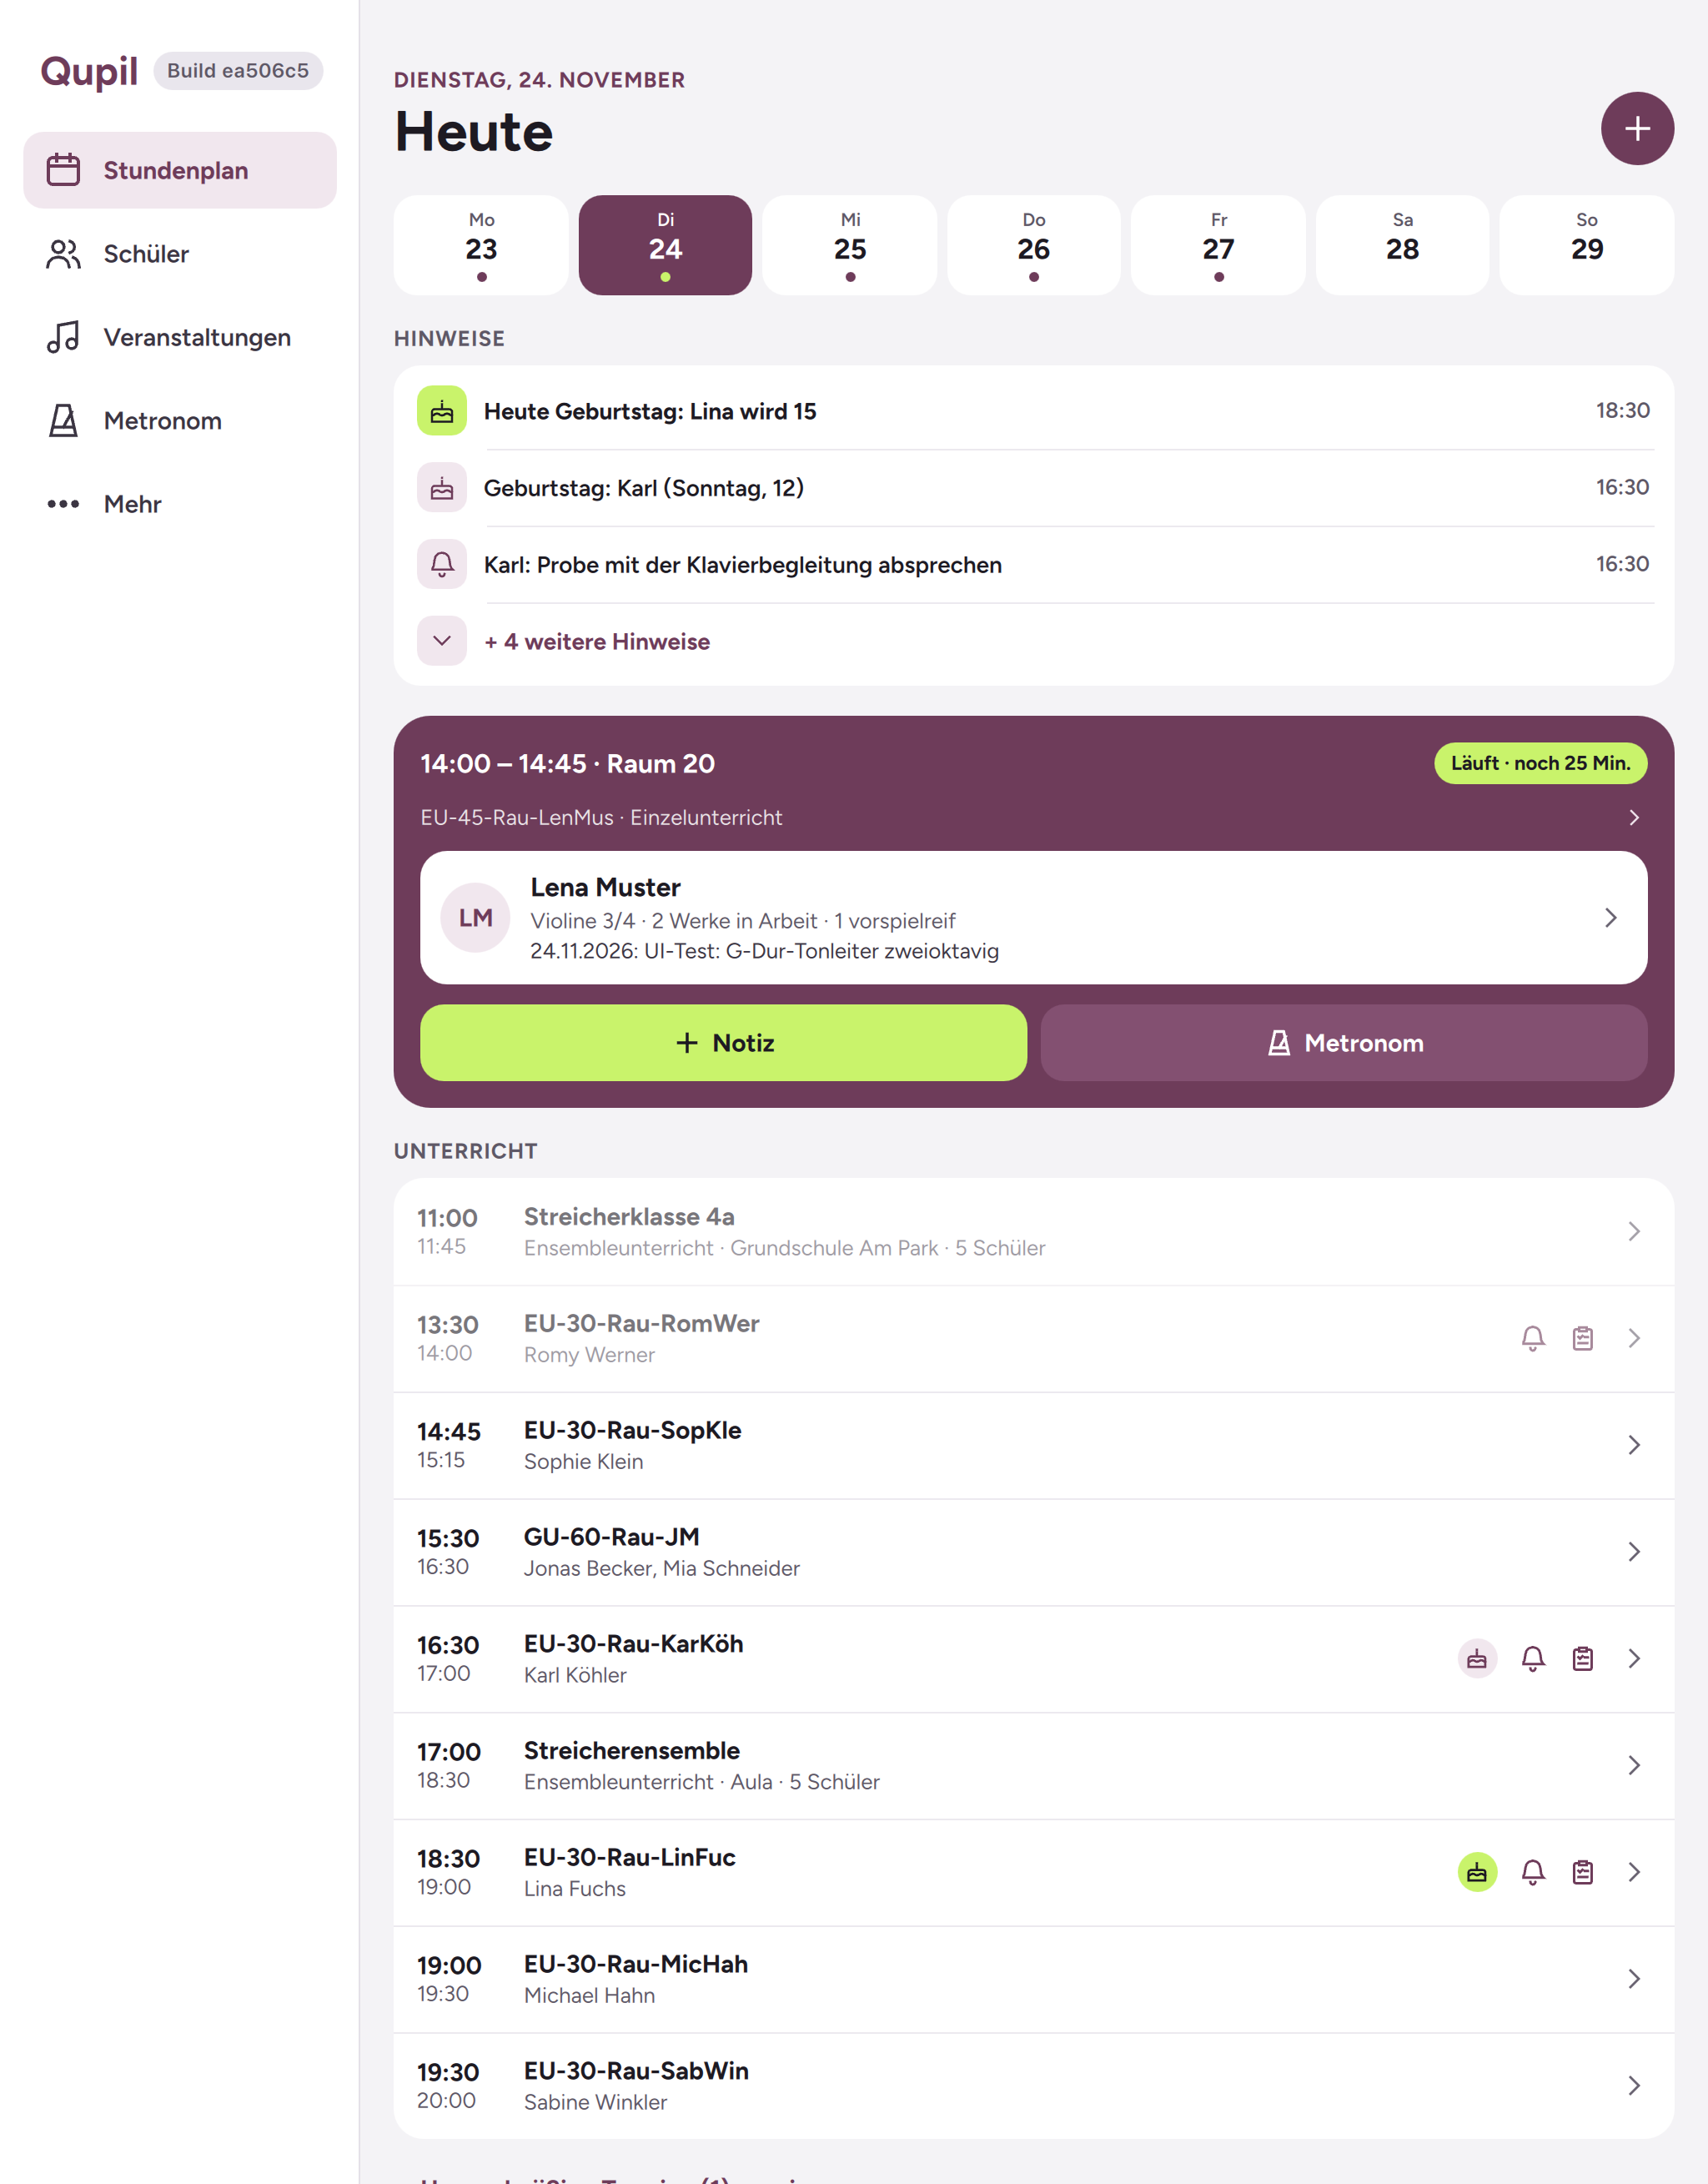 Qupil
Build ea506c5
Stundenplan
Schüler
Veranstaltungen
Metronom
Mehr
DIENSTAG, 24. NOVEMBER
Heute
Mo
23
Di
24
Mi
25
Do
26
Fr
27
Sa
28
So
29
HINWEISE
Heute Geburtstag: Lina wird 15
18:30
Geburtstag: Karl (Sonntag, 12)
16:30
Karl: Probe mit der Klavierbegleitung absprechen
16:30
+ 4 weitere Hinweise
14:00 – 14:45 · Raum 20
Läuft · noch 25 Min.
EU-45-Rau-LenMus · Einzelunterricht
LM
Lena Muster
Violine 3/4 · 2 Werke in Arbeit · 1 vorspielreif
24.11.2026: UI-Test: G-Dur-Tonleiter zweioktavig
+ Notiz
Metronom
UNTERRICHT
11:00
11:45
Streicherklasse 4a
Ensembleunterricht · Grundschule Am Park · 5 Schüler
13:30
14:00
EU-30-Rau-RomWer
Romy Werner
14:45
15:15
EU-30-Rau-SopKle
Sophie Klein
15:30
16:30
GU-60-Rau-JM
Jonas Becker, Mia Schneider
16:30
17:00
EU-30-Rau-KarKöh
Karl Köhler
17:00
18:30
Streicherensemble
Ensembleunterricht · Aula · 5 Schüler
18:30
19:00
EU-30-Rau-LinFuc
Lina Fuchs
19:00
19:30
EU-30-Rau-MicHah
Michael Hahn
19:30
20:00
EU-30-Rau-SabWin
Sabine Winkler